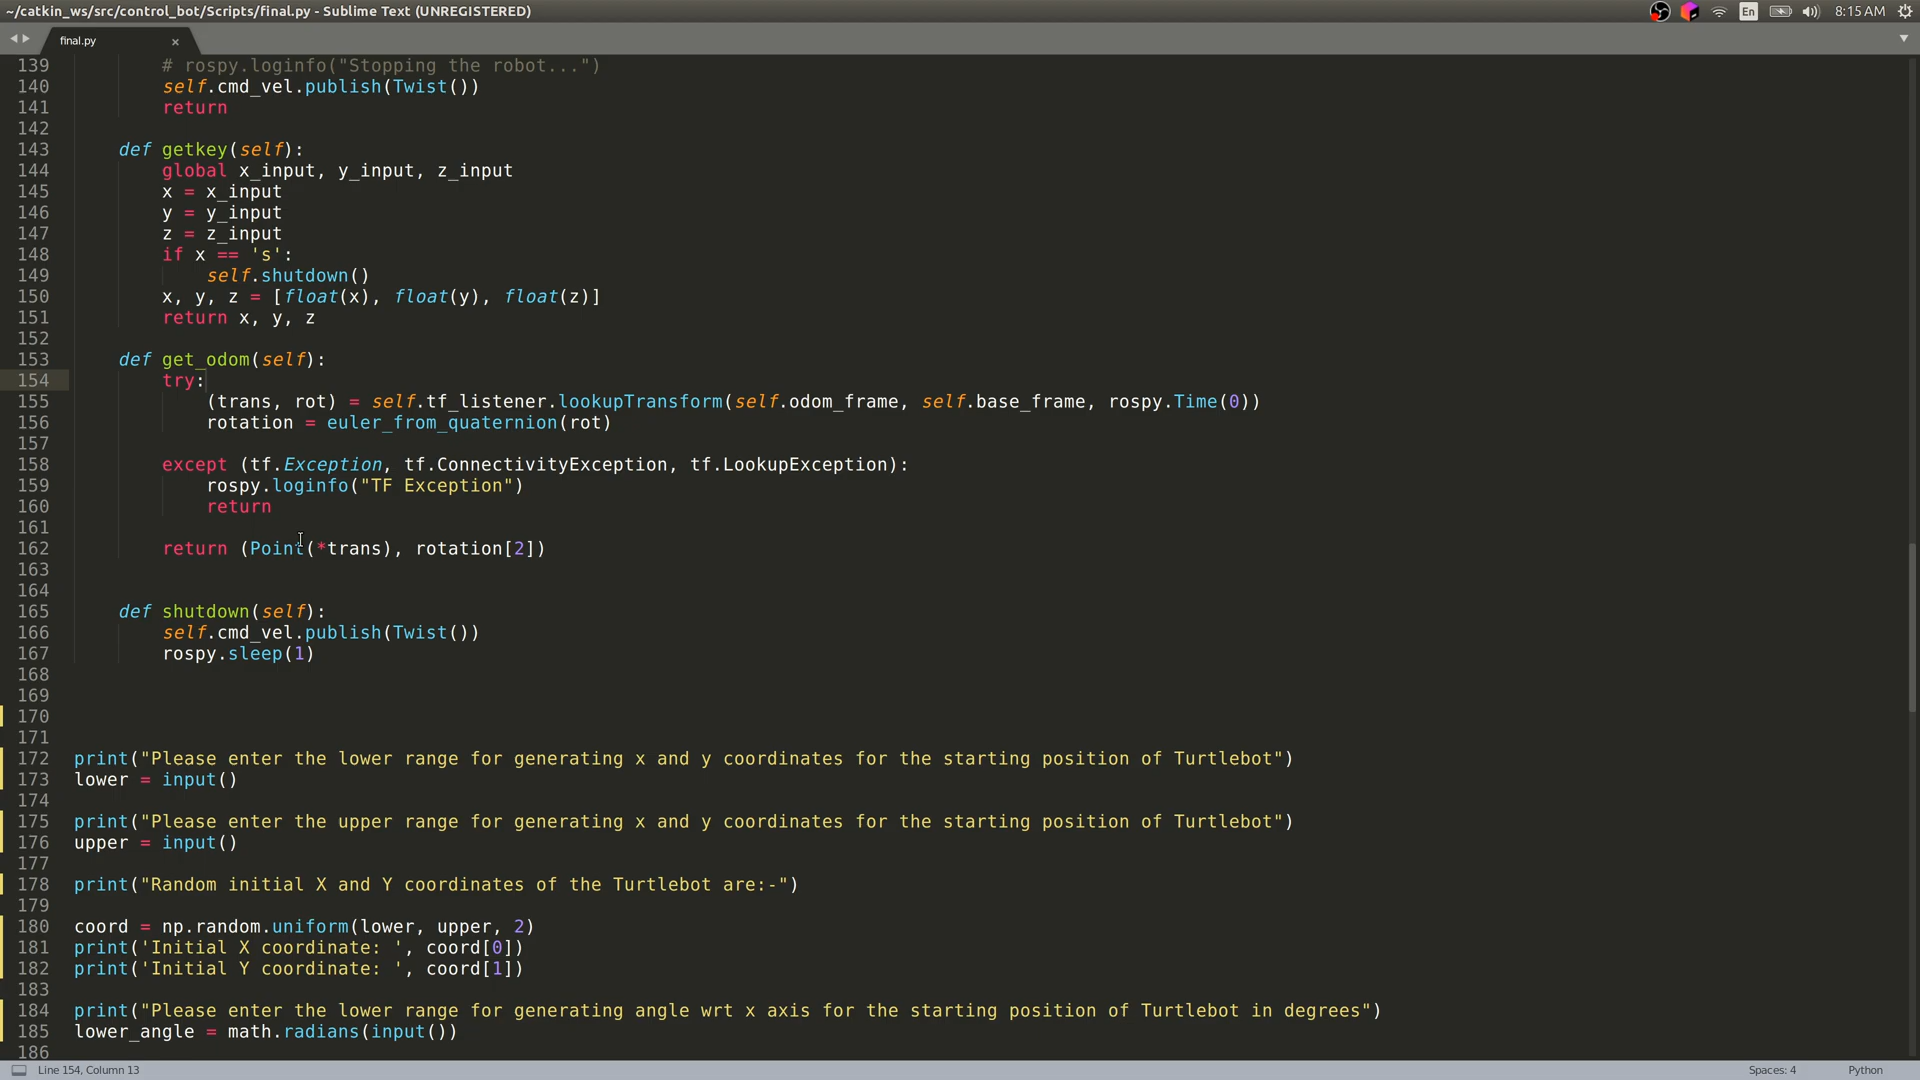 ~/catkin_ws/src/control_bot/Scripts/final.py - Sublime Text (UNREGISTERED)
En
8:15 AM
final.py
139 # rospy.loginfo("Stopping the robot...")
140 self.cmd_vel.publish(Twist())
141 return
142
143 def getkey(self):
144 global x_input, y_input, z_input
145 x = x_input
146 y = y_input
147 z = z_input
148 if x == 's':
149 self.shutdown()
150 x, y, z = [float(x), float(y), float(z)]
151 return x, y, z
152
153 def get_odom(self):
154 try:
155 (trans, rot) = self.tf_listener.lookupTransform(self.odom_frame, self.base_frame, rospy.Time(0))
156 rotation = euler_from_quaternion(rot)
157
158 except (tf.Exception, tf.ConnectivityException, tf.LookupException):
159 rospy.loginfo("TF Exception")
160 return
161
162 return (Point(*trans), rotation[2])
163
164
165 def shutdown(self):
166 self.cmd_vel.publish(Twist())
167 rospy.sleep(1)
168
169
170
171
172 print("Please enter the lower range for generating x and y coordinates for the starting position of Turtlebot")
173 lower = input()
174
175 print("Please enter the upper range for generating x and y coordinates for the starting position of Turtlebot")
176 upper = input()
177
178 print("Random initial X and Y coordinates of the Turtlebot are:-")
179
180 coord = np.random.uniform(lower, upper, 2)
181 print('Initial X coordinate: ', coord[0])
182 print('Initial Y coordinate: ', coord[1])
183
184 print("Please enter the lower range for generating angle wrt x axis for the starting position of Turtlebot in degrees")
185 lower_angle = math.radians(input())
186
Line 154, Column 13
Spaces: 4
Python